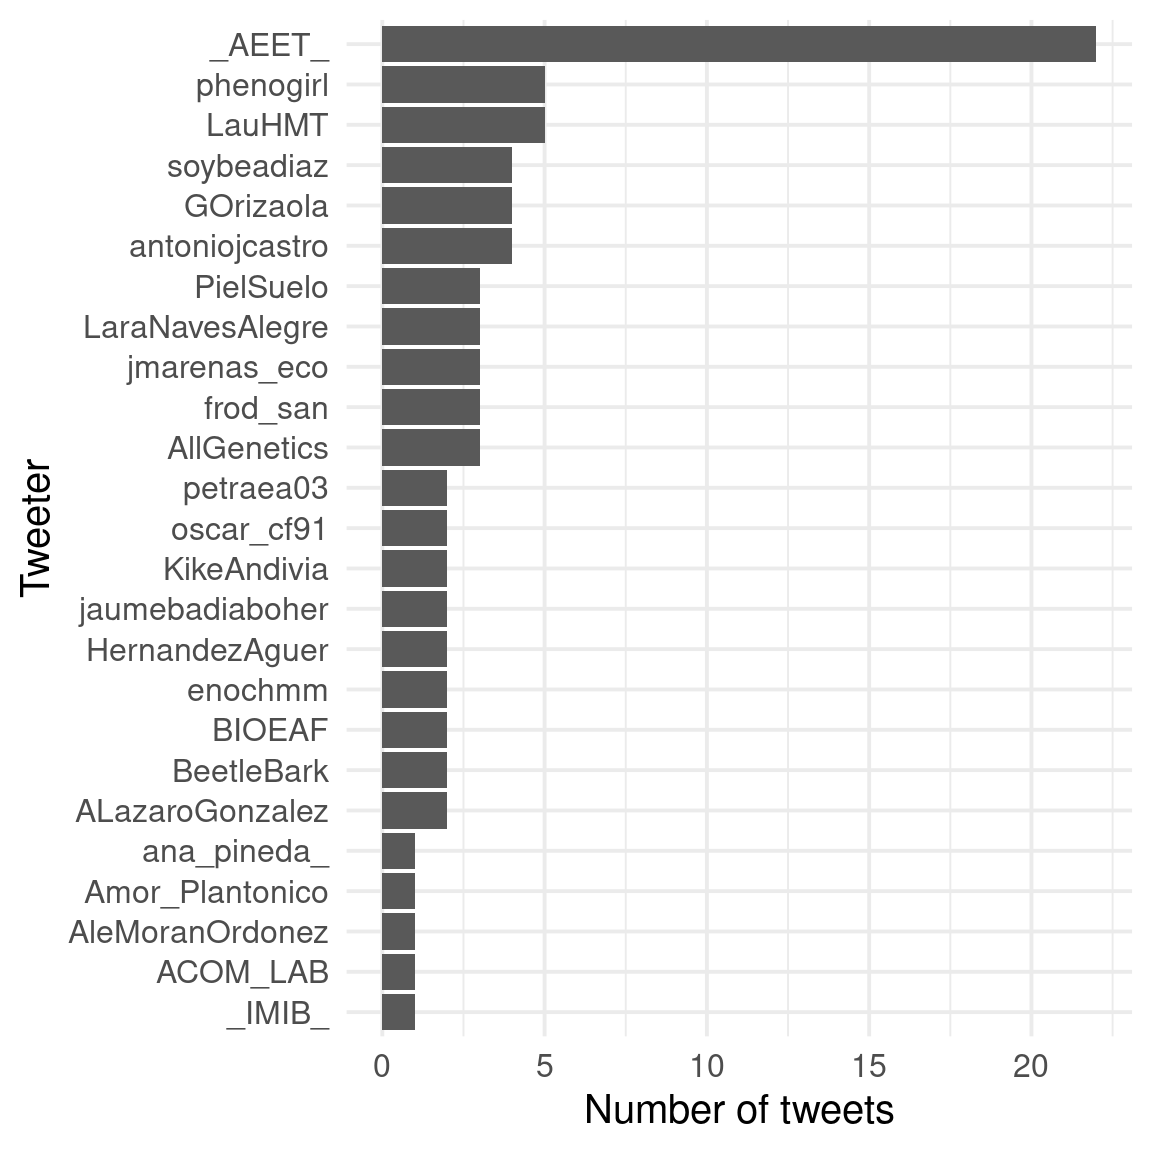 _AEET_
phenogirl
LauHMT
soybeadiaz
GOrizaola
antoniojcastro
PielSuelo
LaraNavesAlegre
jmarenas_eco
frod_san
AllGenetics
petraea03
oscar_cf91
KikeAndivia
jaumebadiaboher
HernandezAguer
enochmm
BIOEAF
BeetleBark
ALazaroGonzalez
ana_pineda_
Amor_Plantonico
AleMoranOrdonez
ACOM_LAB
_IMIB_
Tweeter
0 5 10 15 20
Number of tweets